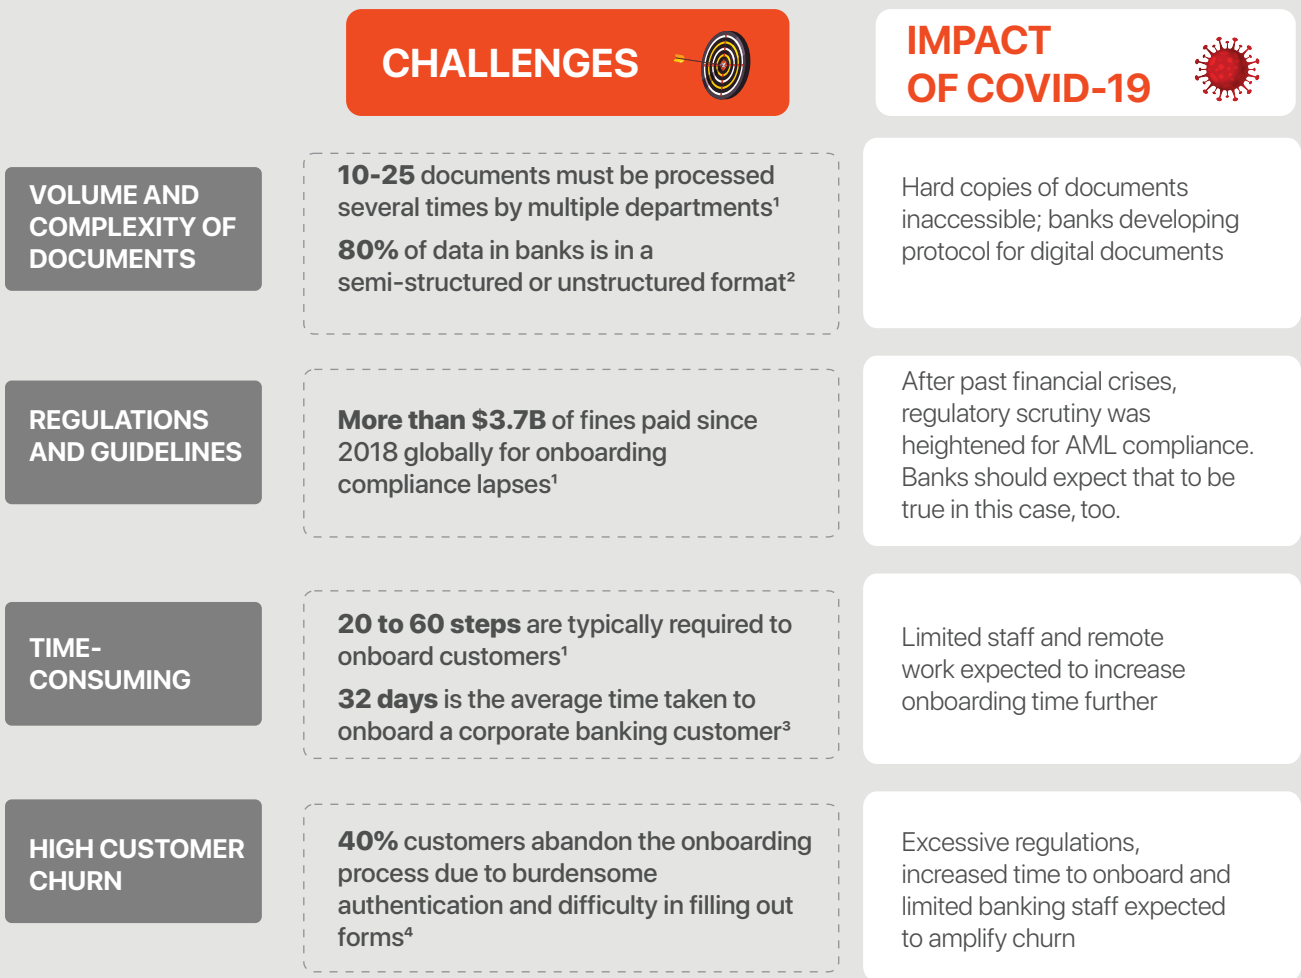 CHALLENGES
IMPACT
OF COVID-19
VOLUME AND
COMPLEXITY OF
DOCUMENTS
10-25 documents must be processed
several times by multiple departments¹
80% of data in banks is in a
semi-structured or unstructured format²
Hard copies of documents
inaccessible; banks developing
protocol for digital documents
REGULATIONS
AND GUIDELINES
More than $3.7B of fines paid since
2018 globally for onboarding
compliance lapses¹
After past financial crises,
regulatory scrutiny was
heightened for AML compliance.
Banks should expect that to be
true in this case, too.
TIME-
CONSUMING
20 to 60 steps are typically required to
onboard customers¹
32 days is the average time taken to
onboard a corporate banking customer³
Limited staff and remote
work expected to increase
onboarding time further
HIGH CUSTOMER
CHURN
40% customers abandon the onboarding
process due to burdensome
authentication and difficulty in filling out
forms⁴
Excessive regulations,
increased time to onboard and
limited banking staff expected
to amplify churn